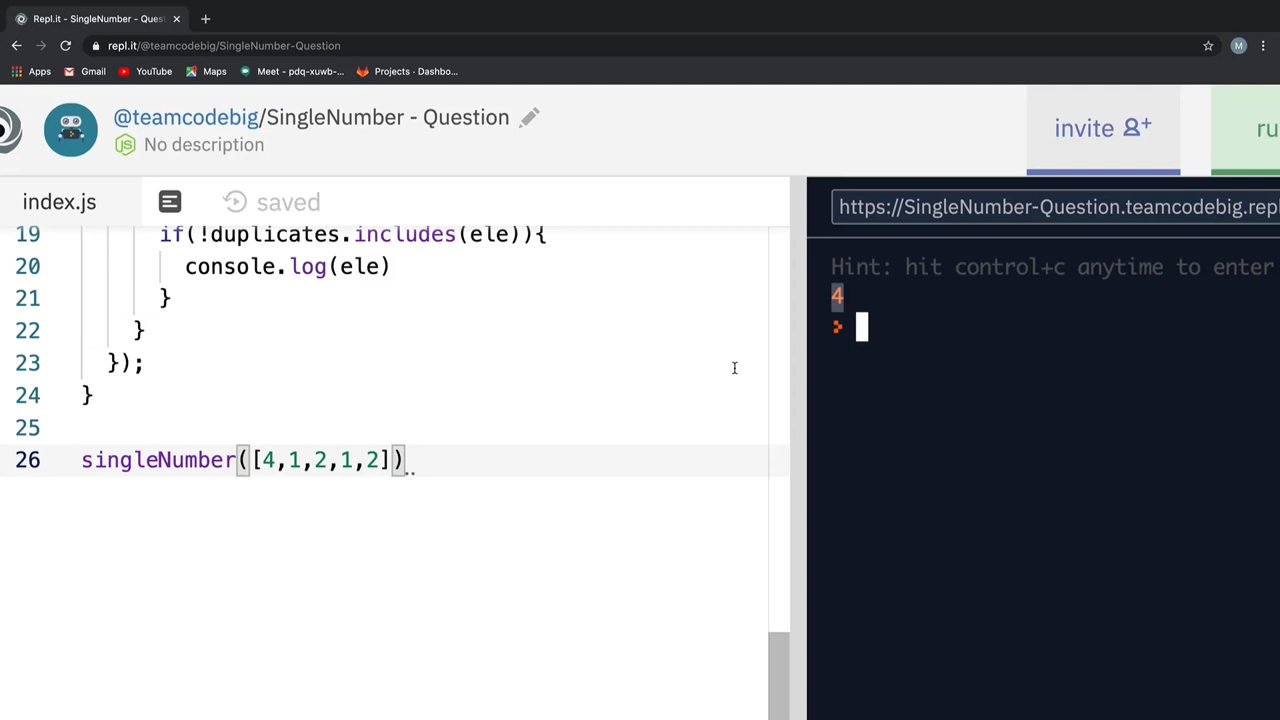 Repl.it - SingleNumber - Ques
repl.it/@teamcodebig/SingleNumber-Question
M
Apps
Gmail
YouTube
Maps
Meet - pdq-xuwb-...
Projects · Dashbo...
@teamcodebig/SingleNumber - Question
No description
invite
ru
index.js
saved
https://SingleNumber-Question.teamcodebig.repl
19 if(!duplicates.includes(ele)){
20 console.log(ele)
21 }
22 }
23 });
24 }
25
26 singleNumber([4,1,2,1,2])
Hint: hit control+c anytime to enter
4
>